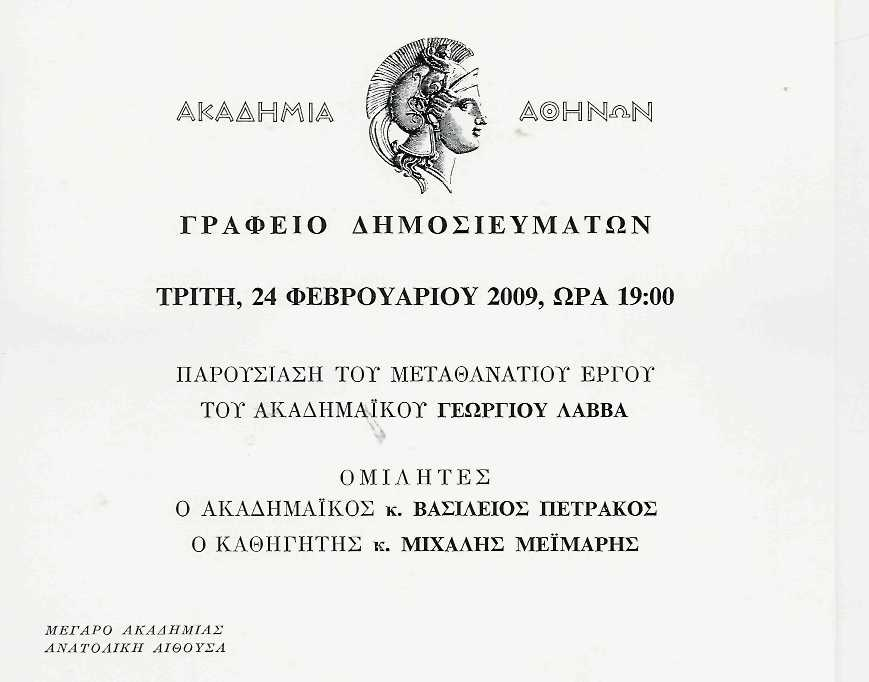 ΑΚΑΔΗΜΙΑ ΑΘΗΝΩΝ
ΓΡΑΦΕΙΟ ΔΗΜΟΣΙΕΥΜΑΤΩΝ
ΤΡΙΤΗ, 24 ΦΕΒΡΟΥΑΡΙΟΥ 2009, ΩΡΑ 19:00
ΠΑΡΟΥΣΙΑΣΗ ΤΟΥ ΜΕΤΑΘΑΝΑΤΙΟΥ ΕΡΓΟΥ
ΤΟΥ ΑΚΑΔΗΜΑΪΚΟΥ ΓΕΩΡΓΙΟΥ ΛΑΒΒΑ
ΟΜΙΛΗΤΕΣ
Ο ΑΚΑΔΗΜΑΪΚΟΣ κ. ΒΑΣΙΛΕΙΟΣ ΠΕΤΡΑΚΟΣ
Ο ΚΑΘΗΓΗΤΗΣ κ. ΜΙΧΑΛΗΣ ΜΕΪΜΑΡΗΣ
ΜΕΓΑΡΟ ΑΚΑΔΗΜΙΑΣ
ΑΝΑΤΟΛΙΚΗ ΑΙΘΟΥΣΑ